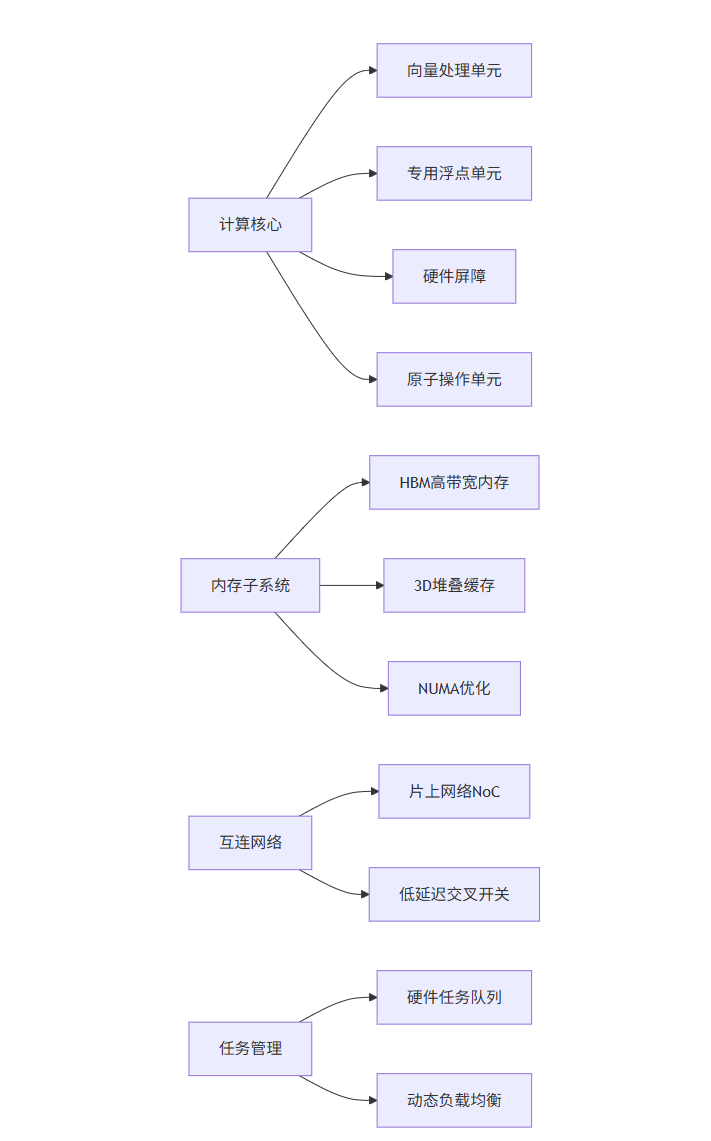 向量处理单元
专用浮点单元
计算核心
硬件屏障
原子操作单元
HBM高带宽内存
内存子系统
3D堆叠缓存
NUMA优化
片上网络NoC
互连网络
低延迟交叉开关
硬件任务队列
任务管理
动态负载均衡